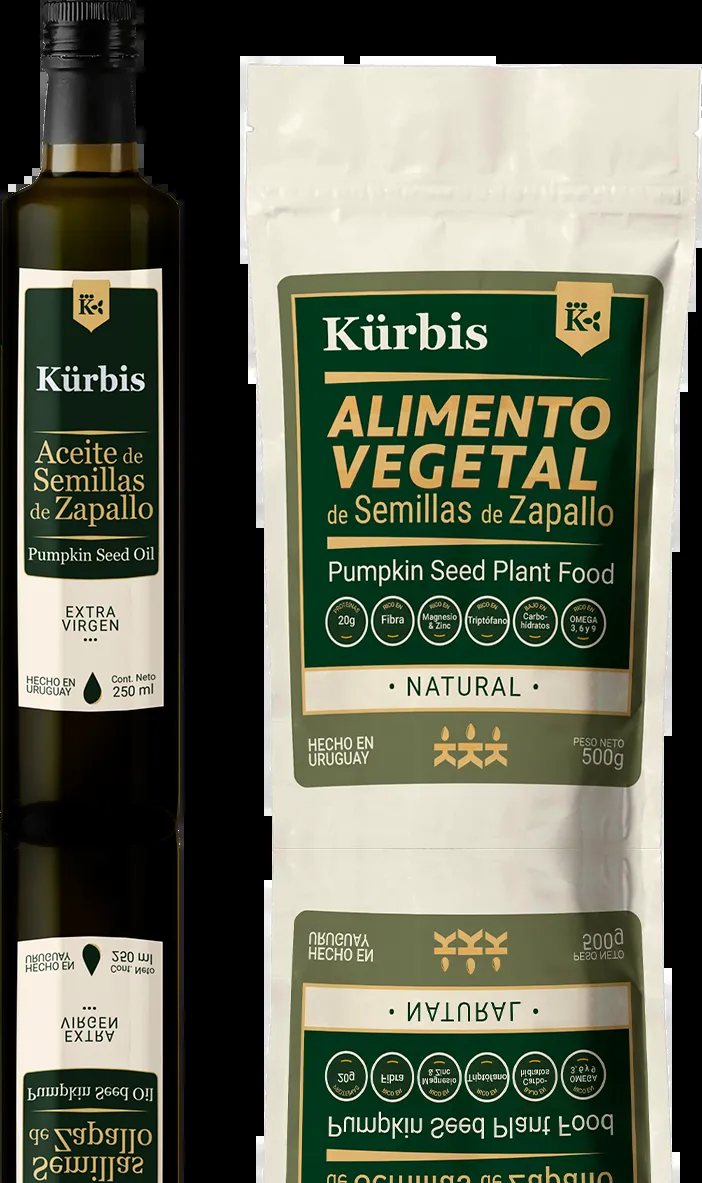 Kürbis
Aceite de
Semillas
de Zapallo
Pumpkin Seed Oil
EXTRA
VIRGEN
HECHO EN
URUGUAY
Cont. Neto
250 ml
K
Kürbis
K
ALIMENTO
VEGETAL
de Semillas de Zapallo
Pumpkin Seed Plant Food
PROTEINAS
20g
RICO EN
Fibra
RICO EN
Magnesio
& Zinc
RICO EN
Triptófano
BAJO EN
Carbo-
hidratos
RICO EN
OMEGA
3, 6 y 9
· NATURAL ·
HECHO EN
URUGUAY
PESO NETO
500g